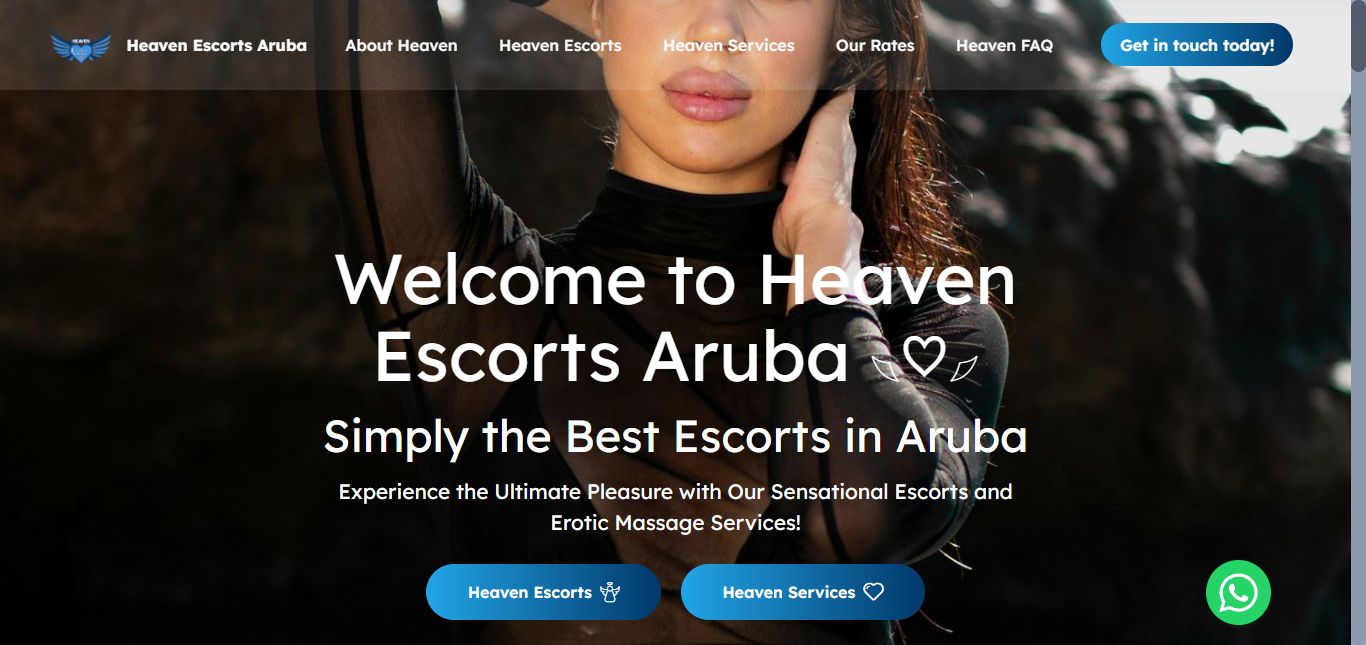 HEAVEN
Heaven Escorts Aruba
About Heaven
Heaven Escorts
Heaven Services
Our Rates
Heaven FAQ
Get in touch today!
Welcome to Heaven
Escorts Aruba
Simply the Best Escorts in Aruba
Experience the Ultimate Pleasure with Our Sensational Escorts and
Erotic Massage Services!
Heaven Escorts
Heaven Services